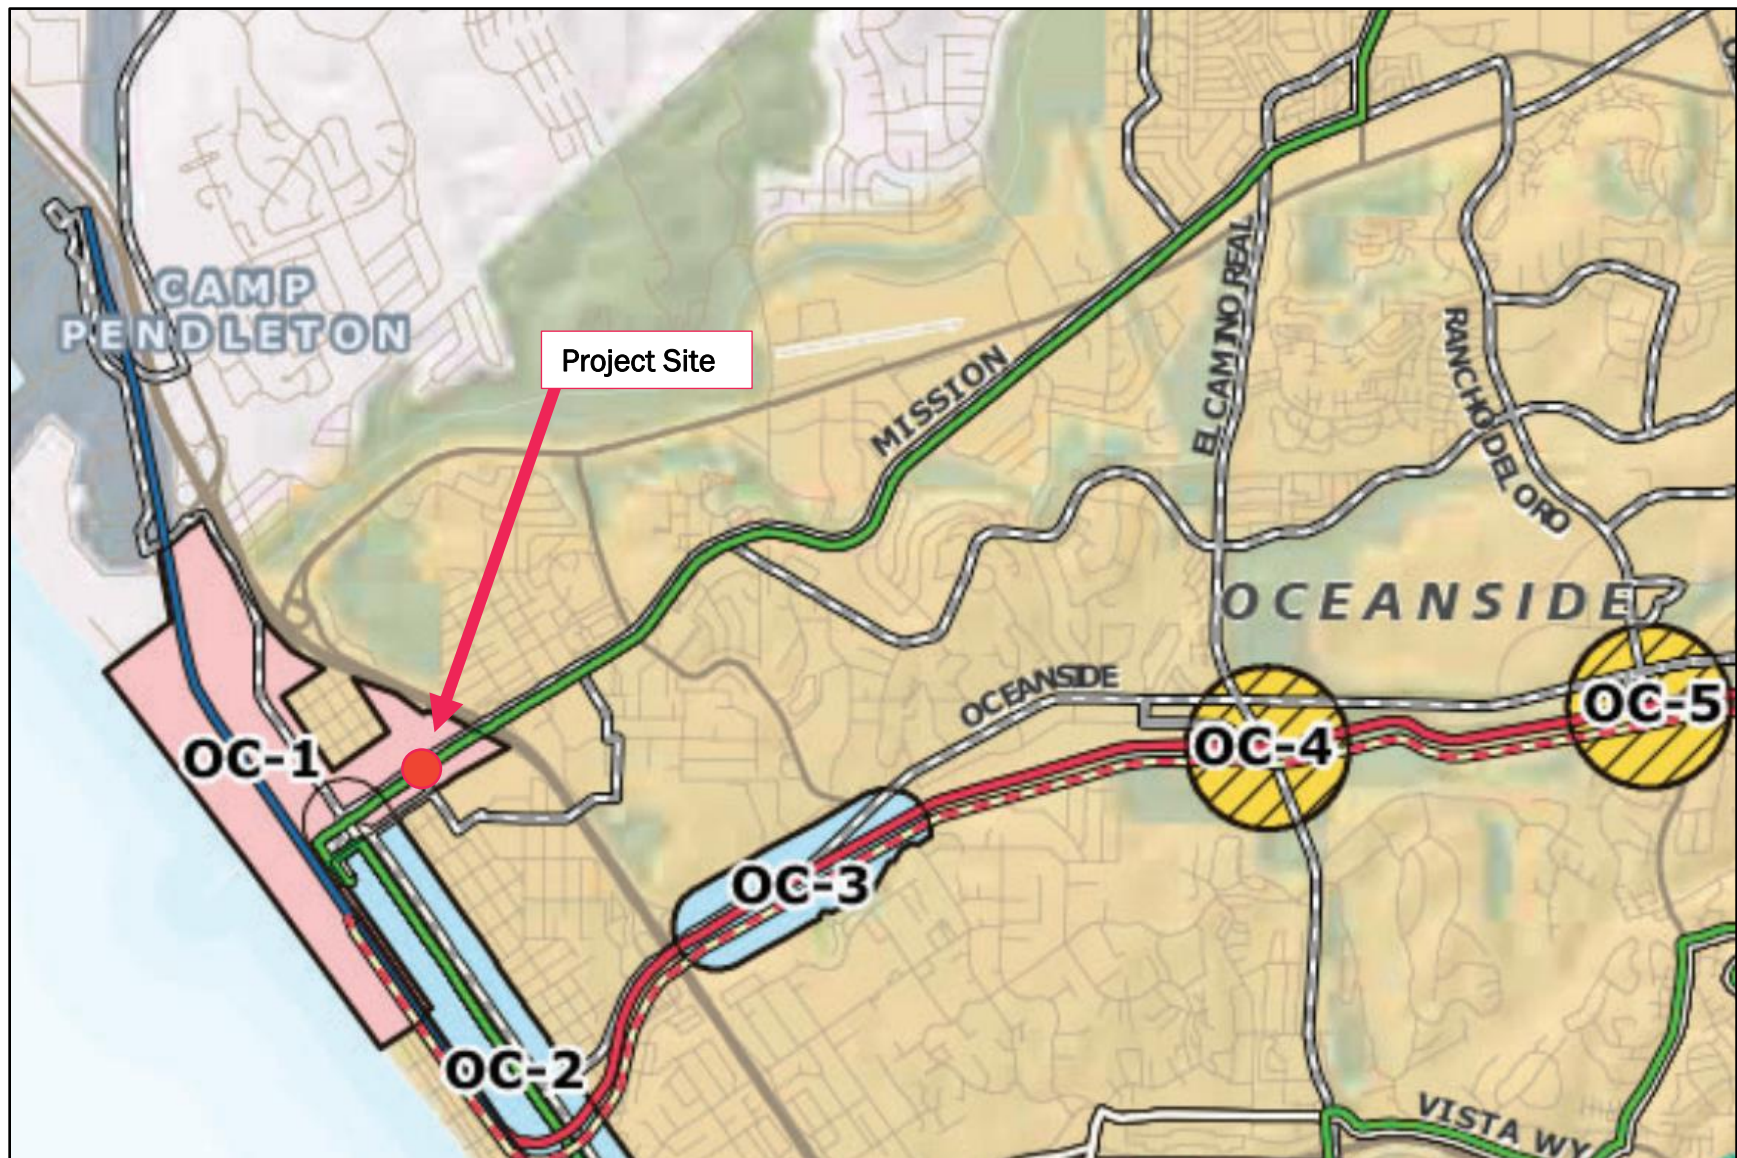 CAMP
PENDLETON
Project Site
MISSION
EL CAMINO REAL
RANCHO DEL ORO
OCEANSIDE
OCEANSIDE
OC-1
OC-4
OC-5
OC-3
OC-2
VISTA WY